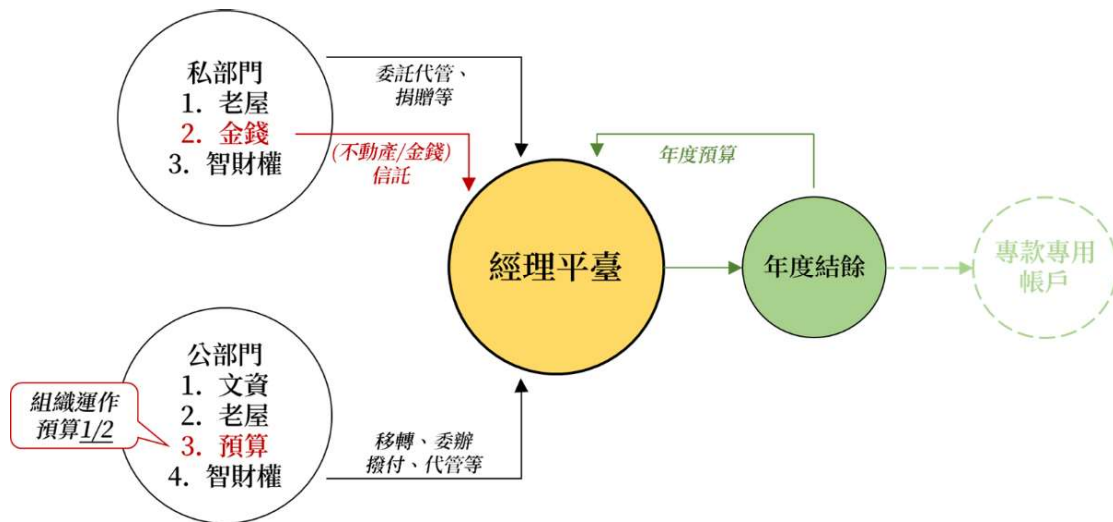 私部門
1. 老屋
2. 金錢
3. 智財權
委託代管、
捐贈等
(不動產/金錢)
信託
年度預算
經理平臺
年度結餘
專款專用
帳戶
公部門
1. 文資
2. 老屋
3. 預算
4. 智財權
組織運作
預算1/2
移轉、委辦
撥付、代管等